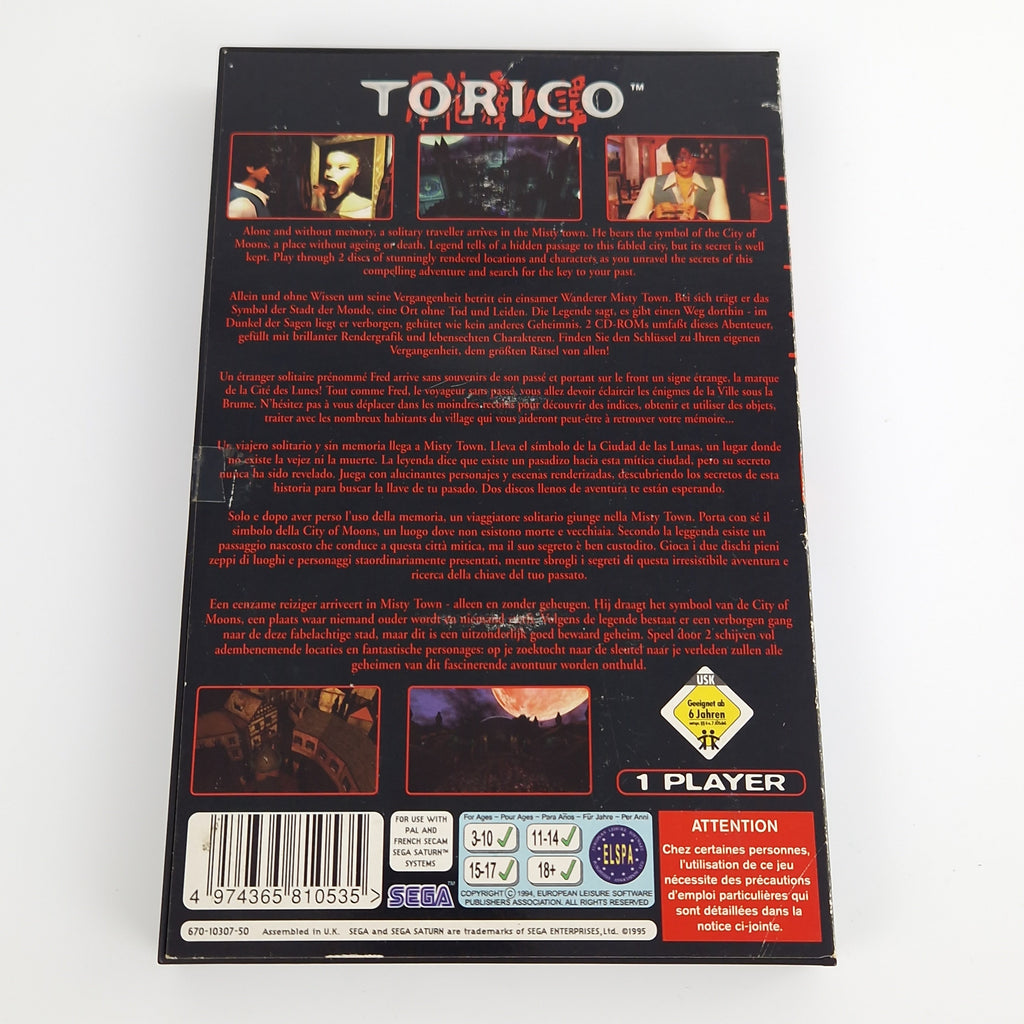 TORICO™
Alone and without memory, a solitary traveller arrives in the Misty town. He bears the symbol of the City of
Moons, a place without ageing or death. Legend tells of a hidden passage to this fabled city, but its secret is well
kept. Play through 2 discs of stunningly rendered locations and characters as you unravel the secrets of this
compelling adventure and search for the key to your past.
Allein und ohne Wissen um seine Vergangenheit betritt ein einsamer Wanderer Misty Town. Bei sich trägt er das
Symbol der Stadt der Monde, eine Ort ohne Tod und Leiden. Die Legende sagt, es gibt einen Weg dorthin - im
Dunkel der Sagen liegt er verborgen, gehütet wie kein anderes Geheimnis. 2 CD-ROMs umfaßt dieses Abenteuer,
gefüllt mit brillanter Rendergrafik und lebensechten Charakteren. Finden Sie den Schlüssel zu Ihren eigenen
Vergangenheit, dem größten Rätsel von allen!
Un étranger solitaire prénommé Fred arrive sans souvenirs de son passé et portant sur le front un signe étrange, la marque
de la Cité des Lunes! Tout comme Fred, le voyageur sans passé, vous allez devoir éclaircir les énigmes de la Ville sous la
Brume. N'hésitez pas à vous déplacer dans les moindres recoins pour découvrir des indices, obtenir et utiliser des objets,
traiter avec les nombreux habitants du village qui vous aideront peut-être à retrouver votre mémoire...
Un viajero solitario y sin memoria llega a Misty Town. Lleva el símbolo de la Ciudad de las Lunas, un lugar donde
no existe la vejez ni la muerte. La leyenda dice que existe un pasadizo hacia esta mítica ciudad, pero su secreto
nunca ha sido revelado. Juega con alucinantes personajes y escenas renderizadas, descubriendo los secretos de esta
historia para buscar la llave de tu pasado. Dos discos llenos de aventura te están esperando.
Solo e dopo aver perso l'uso della memoria, un viaggiatore solitario giunge nella Misty Town. Porta con sé il
simbolo della City of Moons, un luogo dove non esistono morte e vecchiaia. Secondo la leggenda esiste un
passaggio nascosto che conduce a questa città mitica, ma il suo segreto è ben custodito. Gioca i due dischi pieni
zeppi di luoghi e personaggi staordinariamente presentati, mentre sbrogli i segreti di questa irresistibile avventura e
ricerca della chiave del tuo passato.
Een eenzame reiziger arriveert in Misty Town - alleen en zonder geheugen. Hij draagt het symbool van de City of
Moons, een plaats waar niemand ouder wordt en niemand Volgens de legende bestaat er een verborgen gang
naar de deze fabelachtige stad, maar dit is een uitzonderlijk goed bewaard geheim. Speel door 2 schijven vol
adembenemende locaties en fantastische personages: op je zoektocht naar de sleutel naar je verleden zullen alle
geheimen van dit fascinerende avontuur worden onthuld.
USK
Geeignet ab
6 Jahren
1 PLAYER
4 974365 810535 >
FOR USE WITH
PAL AND
FRENCH SECAM
SEGA SATURN™
SYSTEMS
SEGA™
For Ages – Pour Ages – Para Años – Für Jahre – Per Anni
3-10 11-14
15-17 18+
ELSPA
COPYRIGHT © 1994, EUROPEAN LEISURE SOFTWARE
PUBLISHERS ASSOCIATION. ALL RIGHTS RESERVED
ATTENTION
Chez certaines personnes,
l'utilisation de ce jeu
nécessite des précautions
d'emploi particulières qui
sont détaillées dans la
notice ci-jointe.
670-10307-50 Assembled in U.K. SEGA and SEGA SATURN are trademarks of SEGA ENTERPRISES, Ltd. ©1995